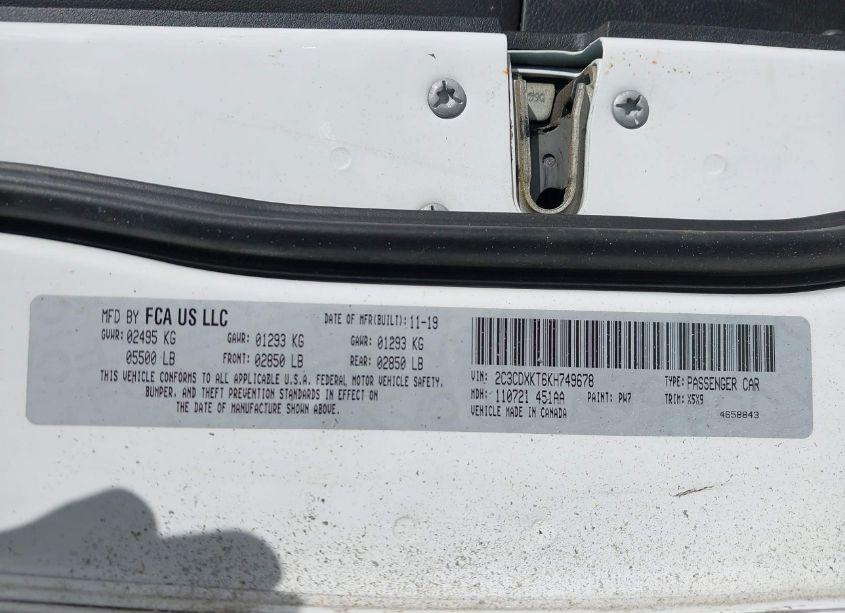 MFD BY FCA US LLC DATE OF MFR(BUILT): 11-19
GVWR: 02495 KG GAWR: 01293 KG GAWR: 01293 KG
05500 LB FRONT: 02850 LB REAR: 02850 LB
THIS VEHICLE CONFORMS TO ALL APPLICABLE U.S.A. FEDERAL MOTOR VEHICLE SAFETY,
BUMPER, AND THEFT PREVENTION STANDARDS IN EFFECT ON
THE DATE OF MANUFACTURE SHOWN ABOVE.
VIN: 2C3CDXKT6KH749678 TYPE: PASSENGER CAR
MDH: 110721 451AA PAINT: PW7 TRIM: X5X9
VEHICLE MADE IN CANADA 4658843